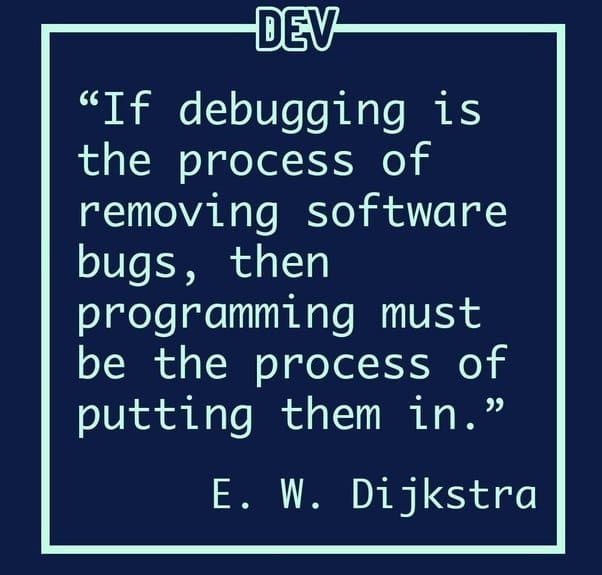 DEV
“If debugging is
the process of
removing software
bugs, then
programming must
be the process of
putting them in.”
E. W. Dijkstra